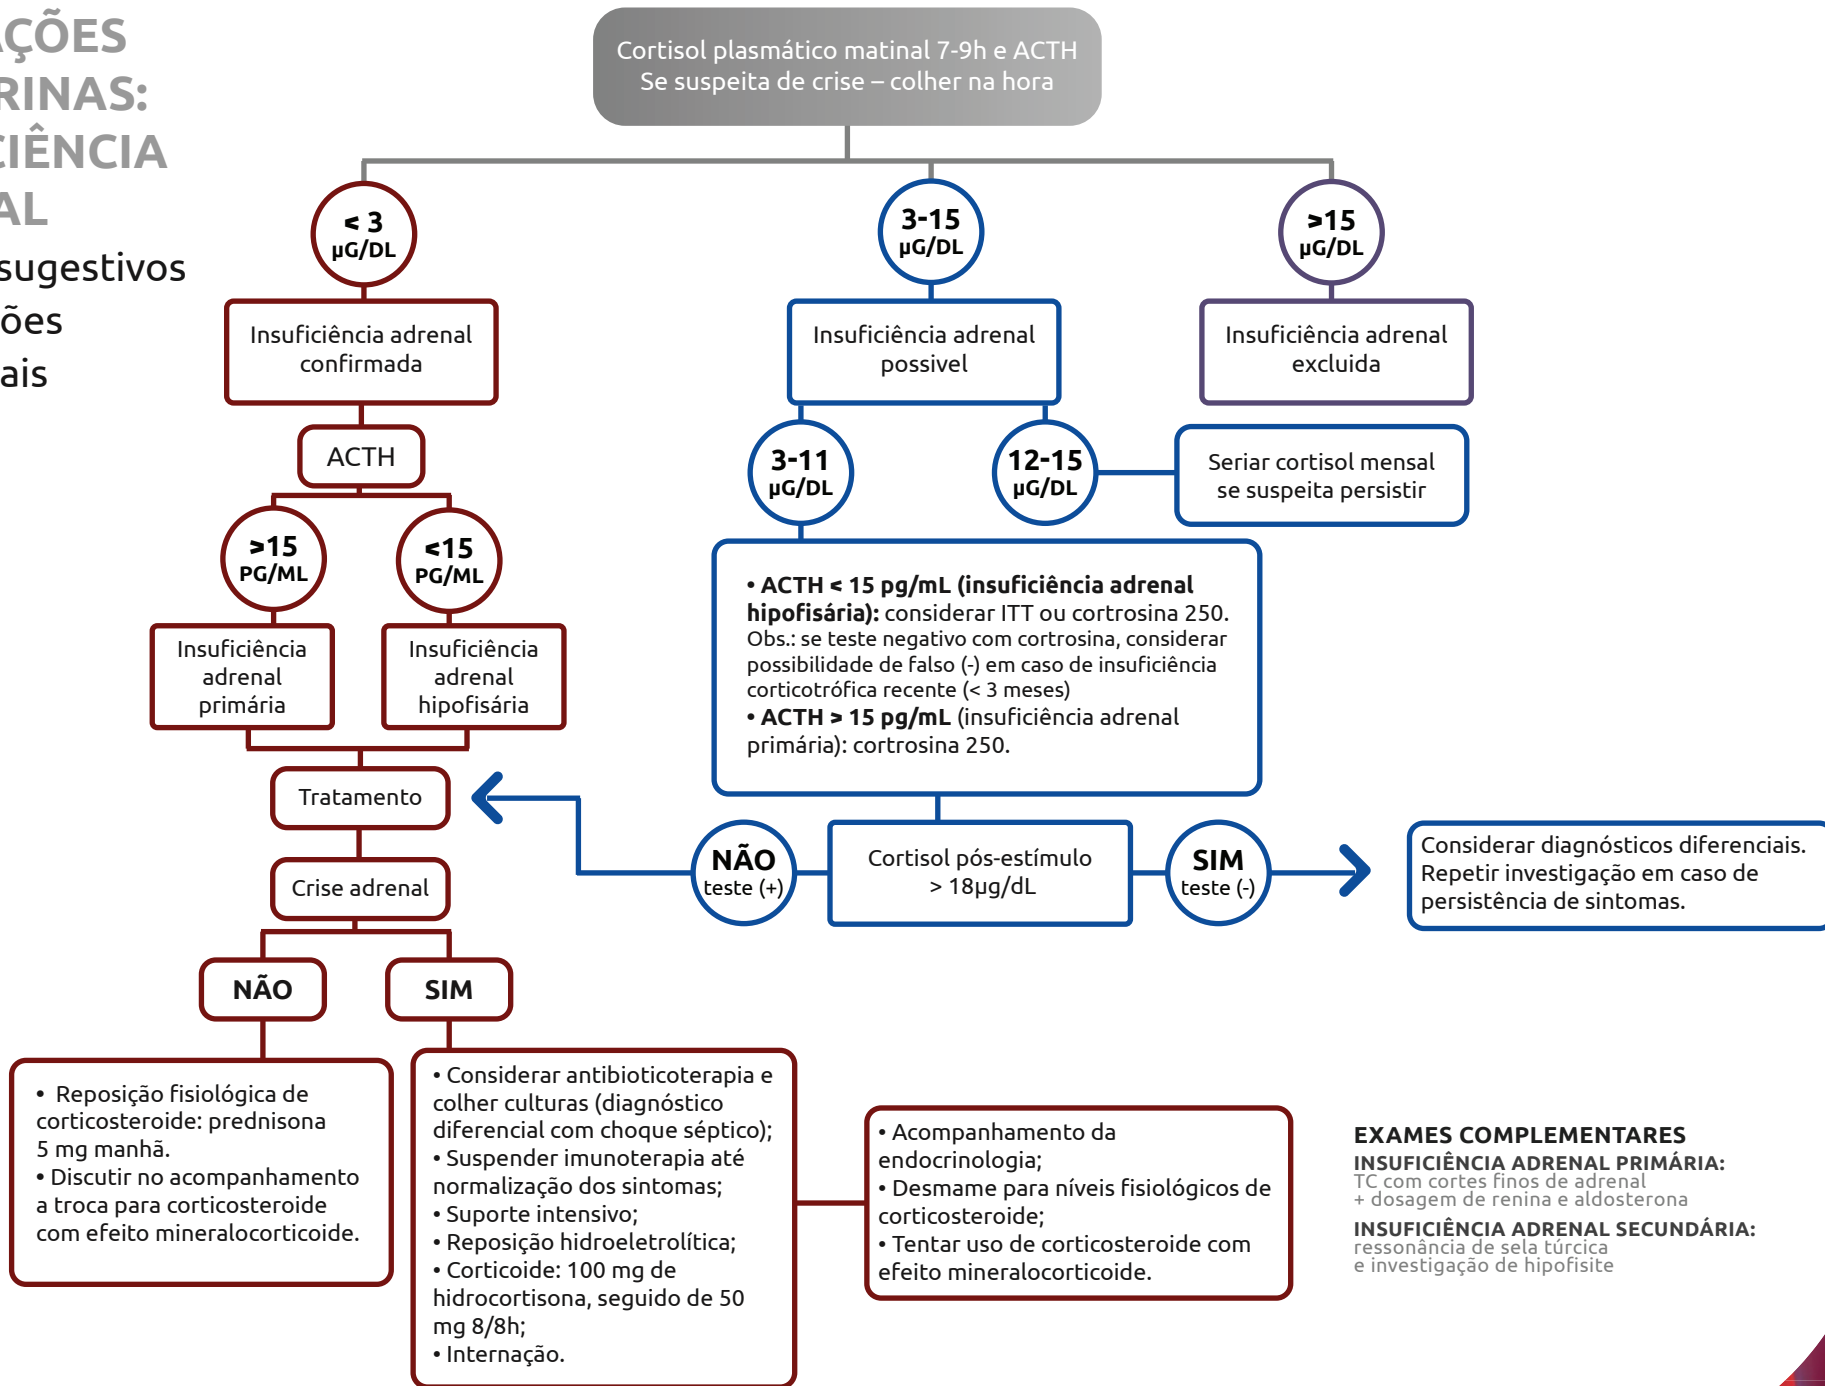 AÇÕES
RINAS:
CIÊNCIA
AL
sugestivos
ões
ais
Cortisol plasmático matinal 7-9h e ACTH
Se suspeita de crise – colher na hora
< 3
µG/DL
3-15
µG/DL
>15
µG/DL
Insuficiência adrenal
confirmada
Insuficiência adrenal
possivel
Insuficiência adrenal
excluida
ACTH
3-11
µG/DL
12-15
µG/DL
Seriar cortisol mensal
se suspeita persistir
>15
PG/ML
<15
PG/ML
Insuficiência
adrenal
primária
Insuficiência
adrenal
hipofisária
• ACTH < 15 pg/mL (insuficiência adrenal
hipofisária): considerar ITT ou cortrosina 250.
Obs.: se teste negativo com cortrosina, considerar
possibilidade de falso (-) em caso de insuficiência
corticotrófica recente (< 3 meses)
• ACTH > 15 pg/mL (insuficiência adrenal
primária): cortrosina 250.
Tratamento
Crise adrenal
NÃO
teste (+)
Cortisol pós-estímulo
> 18µg/dL
SIM
teste (-)
Considerar diagnósticos diferenciais.
Repetir investigação em caso de
persistência de sintomas.
NÃO
SIM
• Reposição fisiológica de
corticosteroide: prednisona
5 mg manhã.
• Discutir no acompanhamento
a troca para corticosteroide
com efeito mineralocorticoide.
• Considerar antibioticoterapia e
colher culturas (diagnóstico
diferencial com choque séptico);
• Suspender imunoterapia até
normalização dos sintomas;
• Suporte intensivo;
• Reposição hidroeletrolítica;
• Corticoide: 100 mg de
hidrocortisona, seguido de 50
mg 8/8h;
• Internação.
• Acompanhamento da
endocrinologia;
• Desmame para níveis fisiológicos de
corticosteroide;
• Tentar uso de corticosteroide com
efeito mineralocorticoide.
EXAMES COMPLEMENTARES
INSUFICIÊNCIA ADRENAL PRIMÁRIA:
TC com cortes finos de adrenal
+ dosagem de renina e aldosterona
INSUFICIÊNCIA ADRENAL SECUNDÁRIA:
ressonância de sela túrcica
e investigação de hipofisite